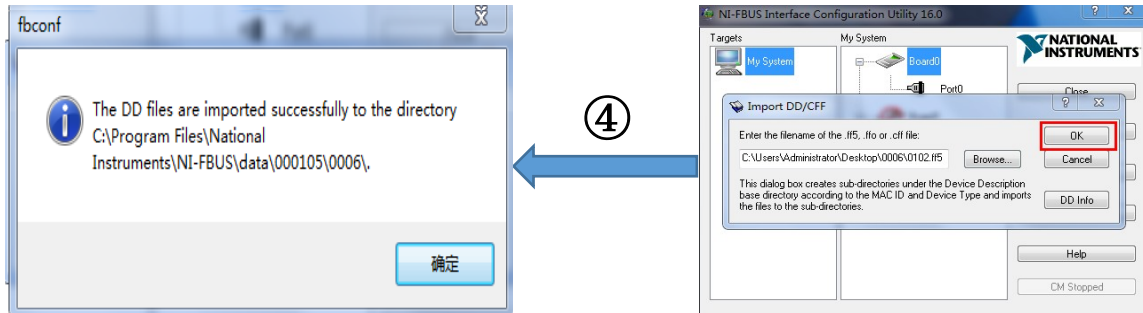 fbconf
The DD files are imported successfully to the directory
C:\Program Files\National
Instruments\NI-FBUS\data\000105\0006\.
确定
④
NI-FBUS Interface Configuration Utility 16.0
Targets
My System
My System
Board0
Port0
NATIONAL
INSTRUMENTS
Close
Import DD/CFF
Enter the filename of the .ff5, .ffo or .cff file:
OK
C:\Users\Administrator\Desktop\0006\0102.ff5
Browse...
Cancel
This dialog box creates sub-directories under the Device Description
base directory according to the MAC ID and Device Type and imports
the files to the sub-directories.
DD Info
Help
CM Stopped